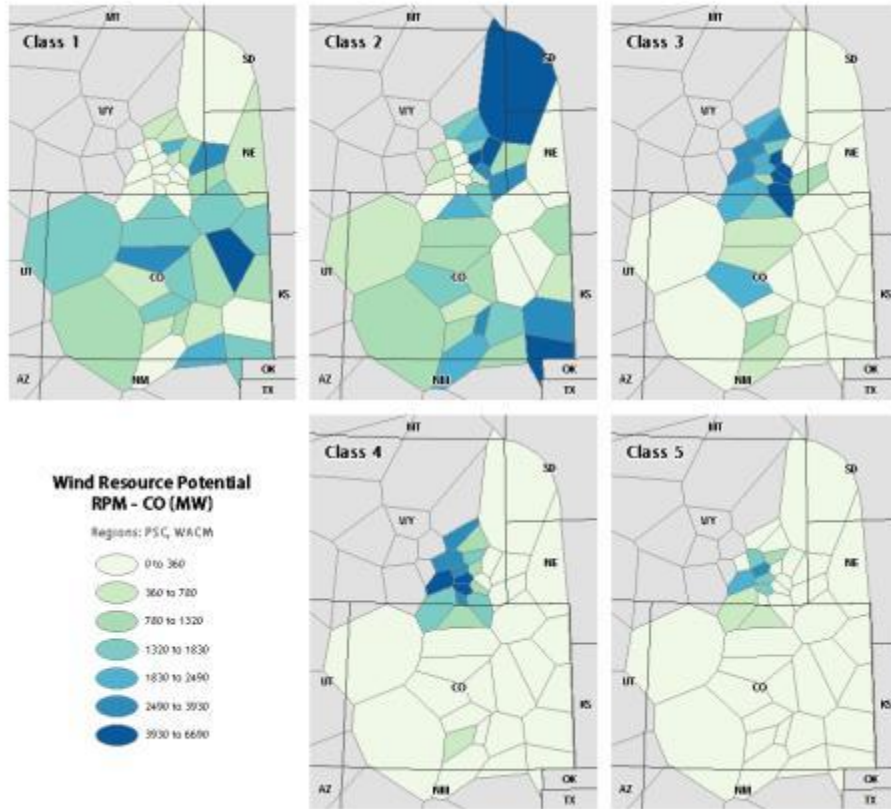 Class 1
MT
SD
WY
NE
UT
CO
KS
AZ
NM
OK
TX
Class 2
MT
SD
WY
NE
UT
CO
KS
AZ
NM
OK
TX
Class 3
MT
SD
WY
NE
UT
CO
KS
AZ
NM
OK
TX
Wind Resource Potential
RPM - CO (MW)
Regions: PSC, WACM
0 to 360
360 to 780
780 to 1320
1320 to 1830
1830 to 2490
2490 to 3930
3930 to 6690
Class 4
MT
SD
WY
NE
UT
CO
KS
AZ
NM
OK
TX
Class 5
MT
SD
WY
NE
UT
CO
KS
AZ
NM
OK
TX